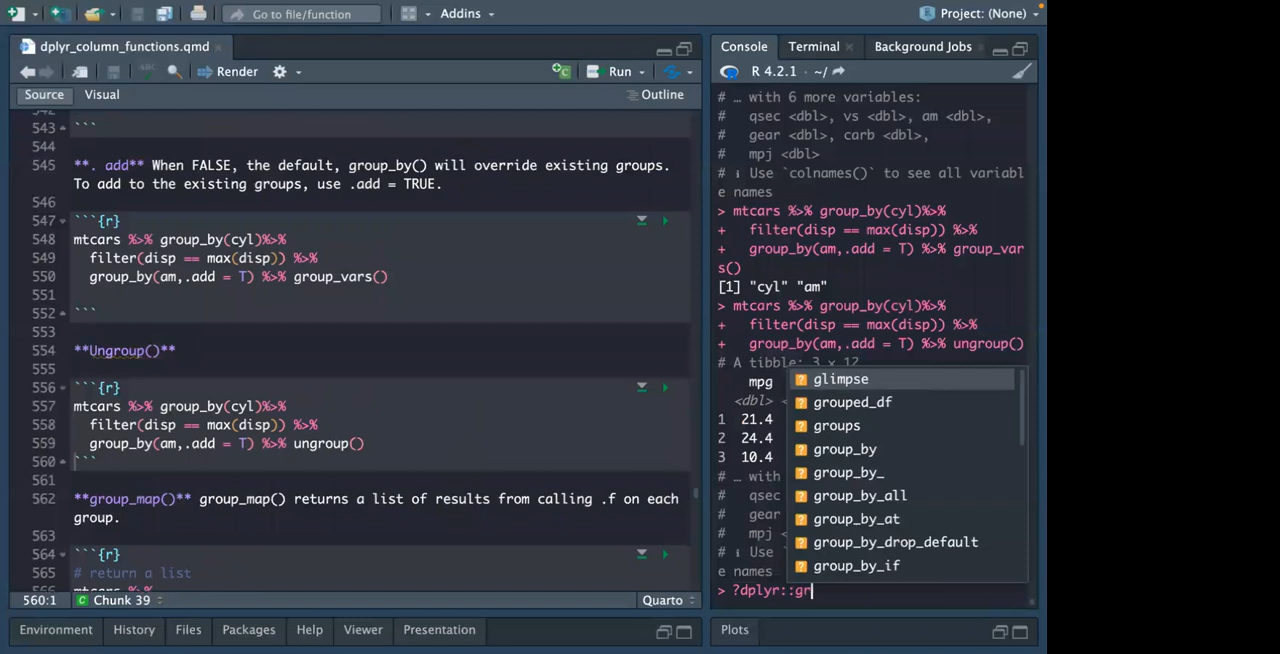 Go to file/function
Addins
Project: (None)
dplyr_column_functions.qmd
Render
Run
Source
Visual
Outline
543
```
544
545 **. add** When FALSE, the default, group_by() will override existing groups.
To add to the existing groups, use .add = TRUE.
546
547 ```{r}
548 mtcars %>% group_by(cyl)%>%
549 filter(disp == max(disp)) %>%
550 group_by(am,.add = T) %>% group_vars()
551
552 ```
553
554 **Ungroup()**
555
556 ```{r}
557 mtcars %>% group_by(cyl)%>%
558 filter(disp == max(disp)) %>%
559 group_by(am,.add = T) %>% ungroup()
560 ```
561
562 **group_map()** group_map() returns a list of results from calling .f on each
group.
563
564 ```{r}
565 # return a list
560:1
Chunk 39
Quarto
Environment
History
Files
Packages
Help
Viewer
Presentation
Console
Terminal
Background Jobs
R 4.2.1 · ~/
# … with 6 more variables:
# qsec <dbl>, vs <dbl>, am <dbl>,
# gear <dbl>, carb <dbl>,
# mpj <dbl>
# ℹ Use `colnames()` to see all variabl
e names
> mtcars %>% group_by(cyl)%>%
+ filter(disp == max(disp)) %>%
+ group_by(am,.add = T) %>% group_var
s()
[1] "cyl" "am"
> mtcars %>% group_by(cyl)%>%
+ filter(disp == max(disp)) %>%
+ group_by(am,.add = T) %>% ungroup()
# A tibble: 3 × 12
mpg
<dbl>
1 21.4
2 24.4
3 10.4
# … with
# qsec
# gear
# mpj
# ℹ Use
e names
> ?dplyr::gr
glimpse
grouped_df
groups
group_by
group_by_
group_by_all
group_by_at
group_by_drop_default
group_by_if
Plots